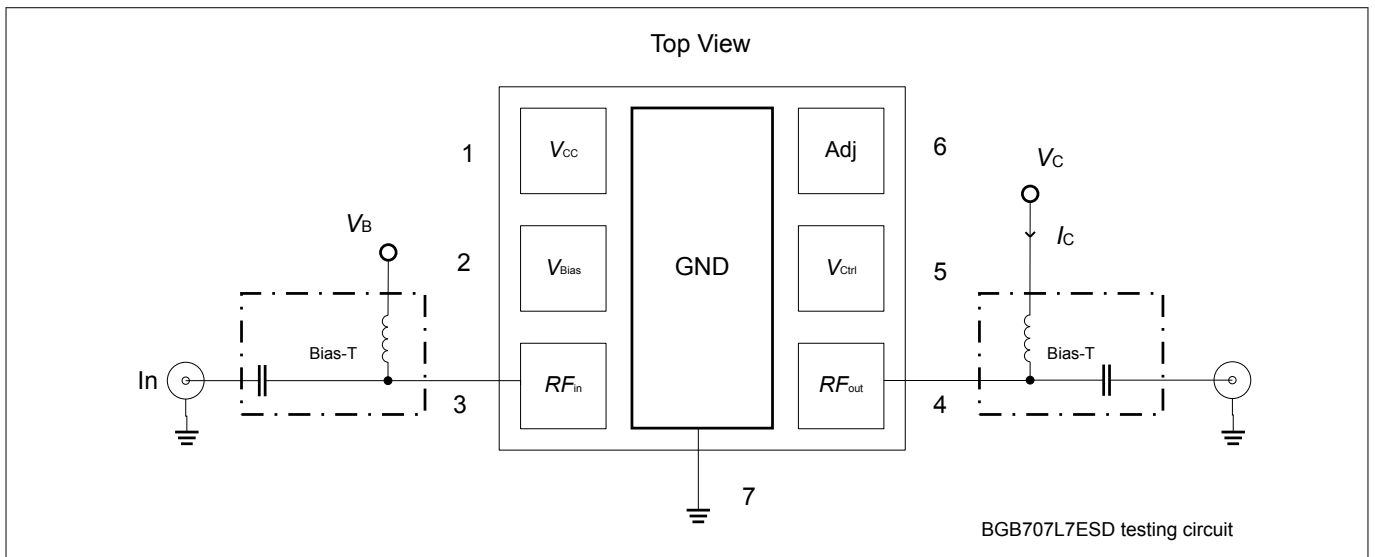 Top View
1
VCC
Adj
6
VC
VB
IC
2
VBias
GND
VCtrl
5
Bias-T
Bias-T
In
RFin
RFout
3
4
7
BGB707L7ESD testing circuit